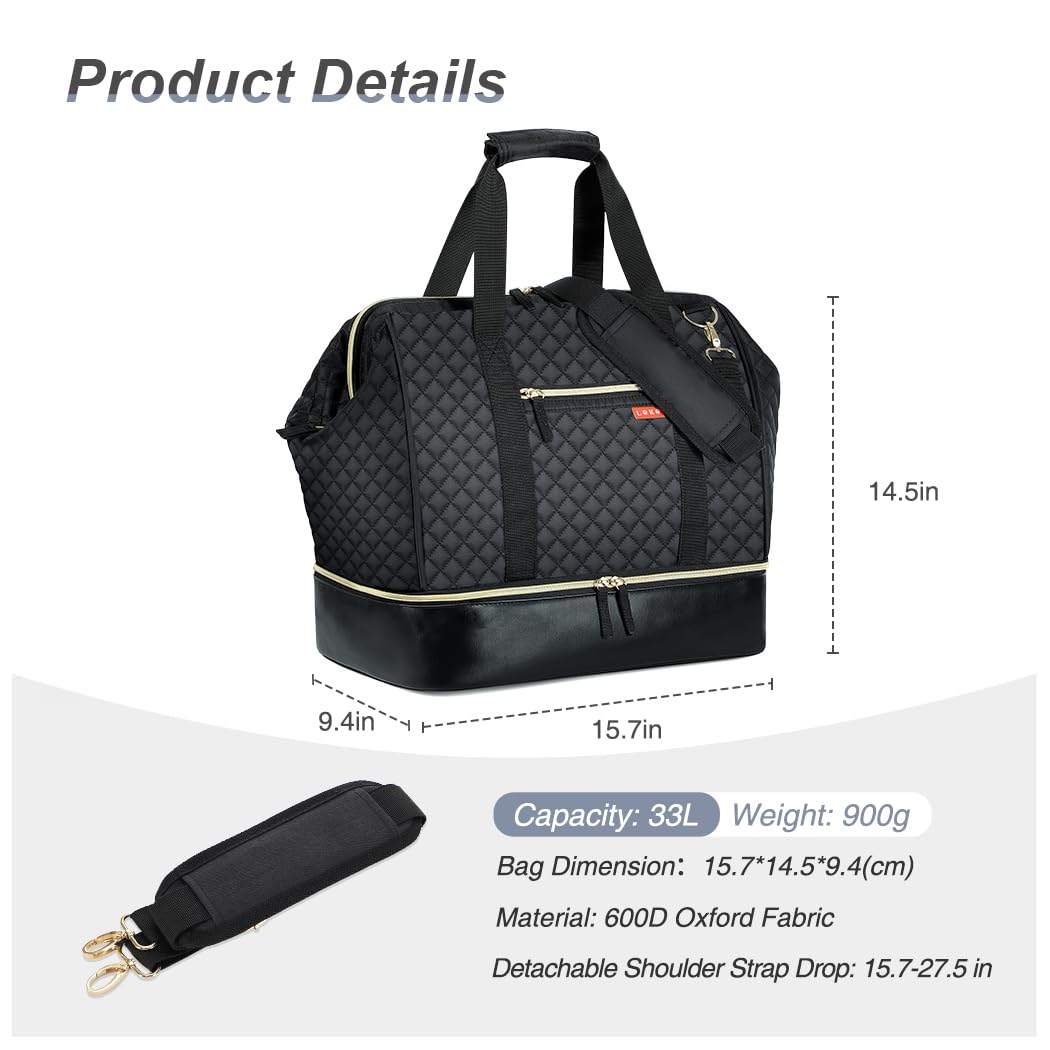 Product Details
14.5in
9.4in
15.7in
Capacity: 33L
Weight: 900g
Bag Dimension: 15.7*14.5*9.4(cm)
Material: 600D Oxford Fabric
Detachable Shoulder Strap Drop: 15.7-27.5 in